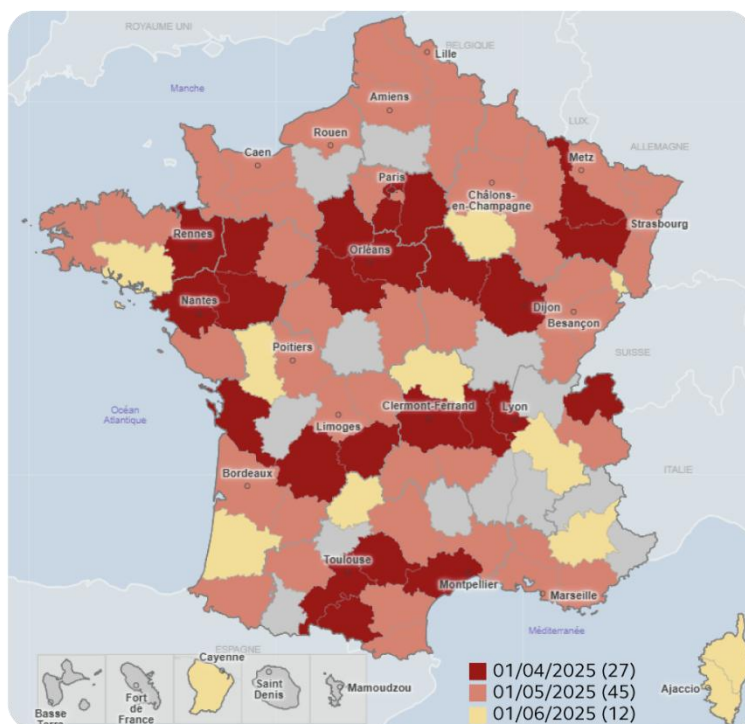 ROYAUME UNI
BELGIQUE
Lille
Manche
Amiens
LUX.
Rouen
ALLEMAGNE
Caen
Metz
Paris
Châlons-
en-Champagne
Strasbourg
Rennes
Orléans
Nantes
Dijon
Besançon
Poitiers
SUISSE
Océan
Atlantique
Clermont-Ferrand
Lyon
Limoges
ITALIE
Bordeaux
Toulouse
Montpellier
Marseille
Méditerranée
ESPAGNE
Cayenne
01/04/2025 (27)
Saint
Denis
Mamoudzou
Ajaccio
01/05/2025 (45)
Fort
de
France
Basse
01/06/2025 (12)